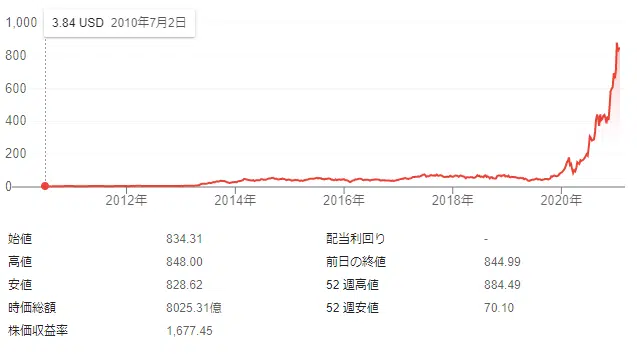 1,000
3.84 USD 2010年7月2日
800
600
400
200
0
2012年 2014年 2016年 2018年 2020年
始値 834.31 配当利回り -
高値 848.00 前日の終値 844.99
安値 828.62 52 週高値 884.49
時価総額 8025.31億 52 週安値 70.10
株価収益率 1,677.45